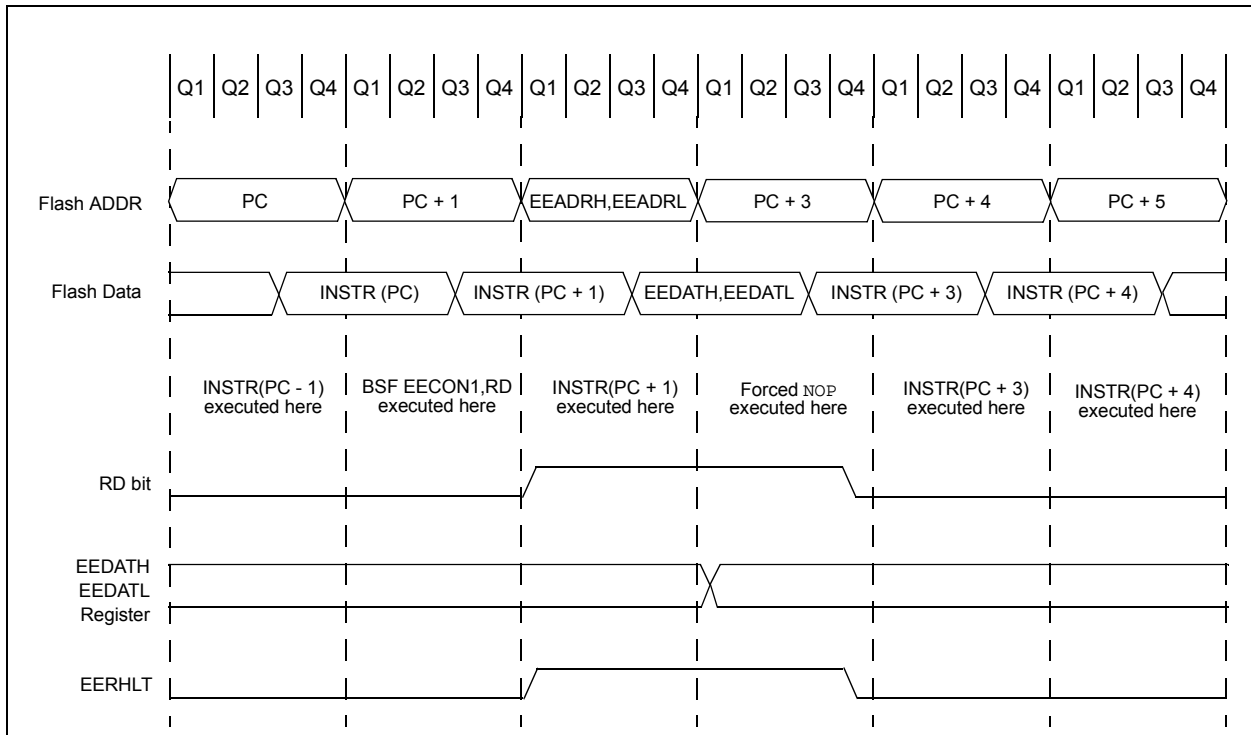 Q1 Q2 Q3 Q4 Q1 Q2 Q3 Q4 Q1 Q2 Q3 Q4 Q1 Q2 Q3 Q4 Q1 Q2 Q3 Q4 Q1 Q2 Q3 Q4
Flash ADDR PC PC + 1 EEADRH,EEADRL PC + 3 PC + 4 PC + 5
Flash Data INSTR (PC) INSTR (PC + 1) EEDATH,EEDATL INSTR (PC + 3) INSTR (PC + 4)
INSTR(PC - 1) BSF EECON1,RD INSTR(PC + 1) Forced NOP INSTR(PC + 3) INSTR(PC + 4)
executed here executed here executed here executed here executed here executed here
RD bit
EEDATH
EEDATL
Register
EERHLT